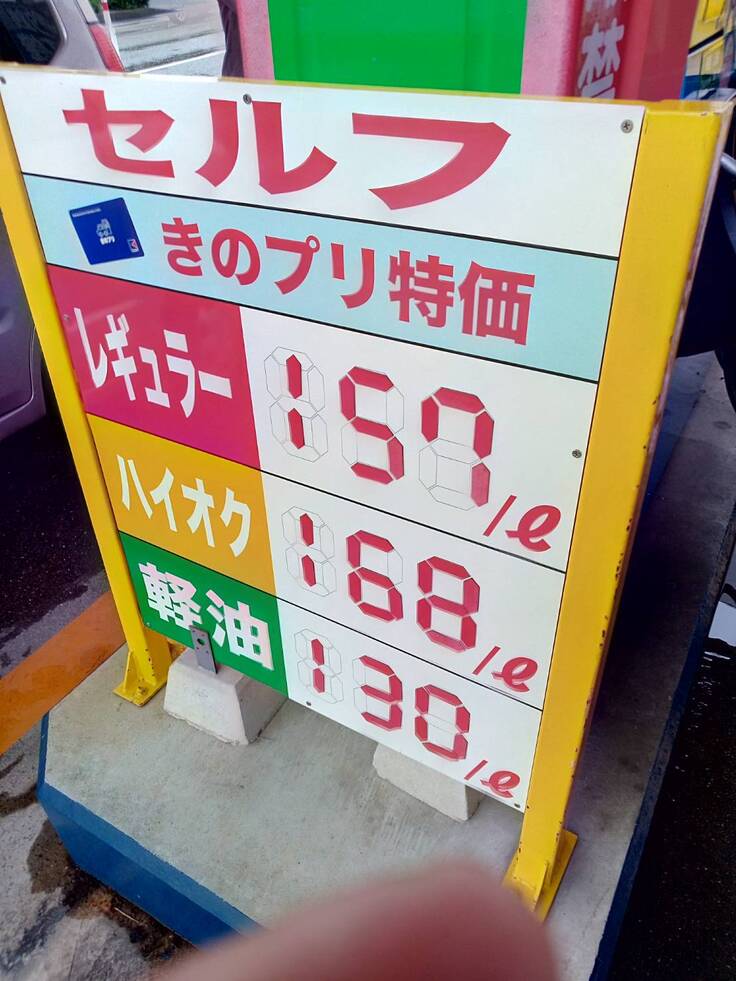 セルフ
きのプリ特価
レギュラー 157/ℓ
ハイオク 168/ℓ
軽油 130/ℓ